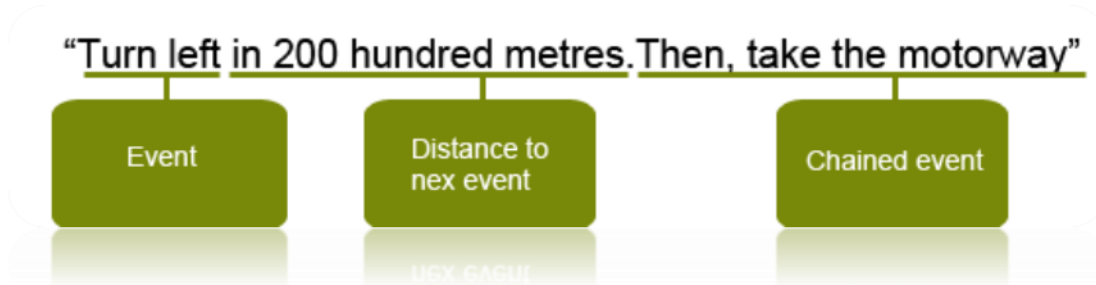 “Turn left in 200 hundred metres.Then, take the motorway”
Event
Distance to
nex event
Chained event